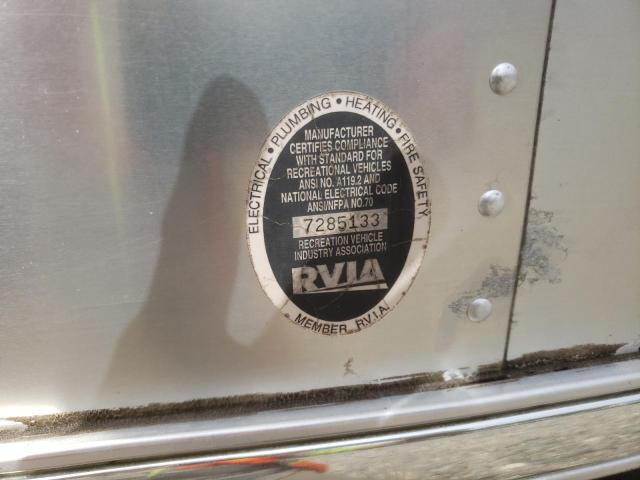 ELECTRICAL • PLUMBING • HEATING • FIRE SAFETY
MANUFACTURER
CERTIFIES COMPLIANCE
WITH STANDARD FOR
RECREATIONAL VEHICLES
ANSI NO. A119.2 AND
NATIONAL ELECTRICAL CODE
ANSI/NFPA NO.70
7285133
RECREATION VEHICLE
INDUSTRY ASSOCIATION
RVIA
MEMBER R.V.I.A.